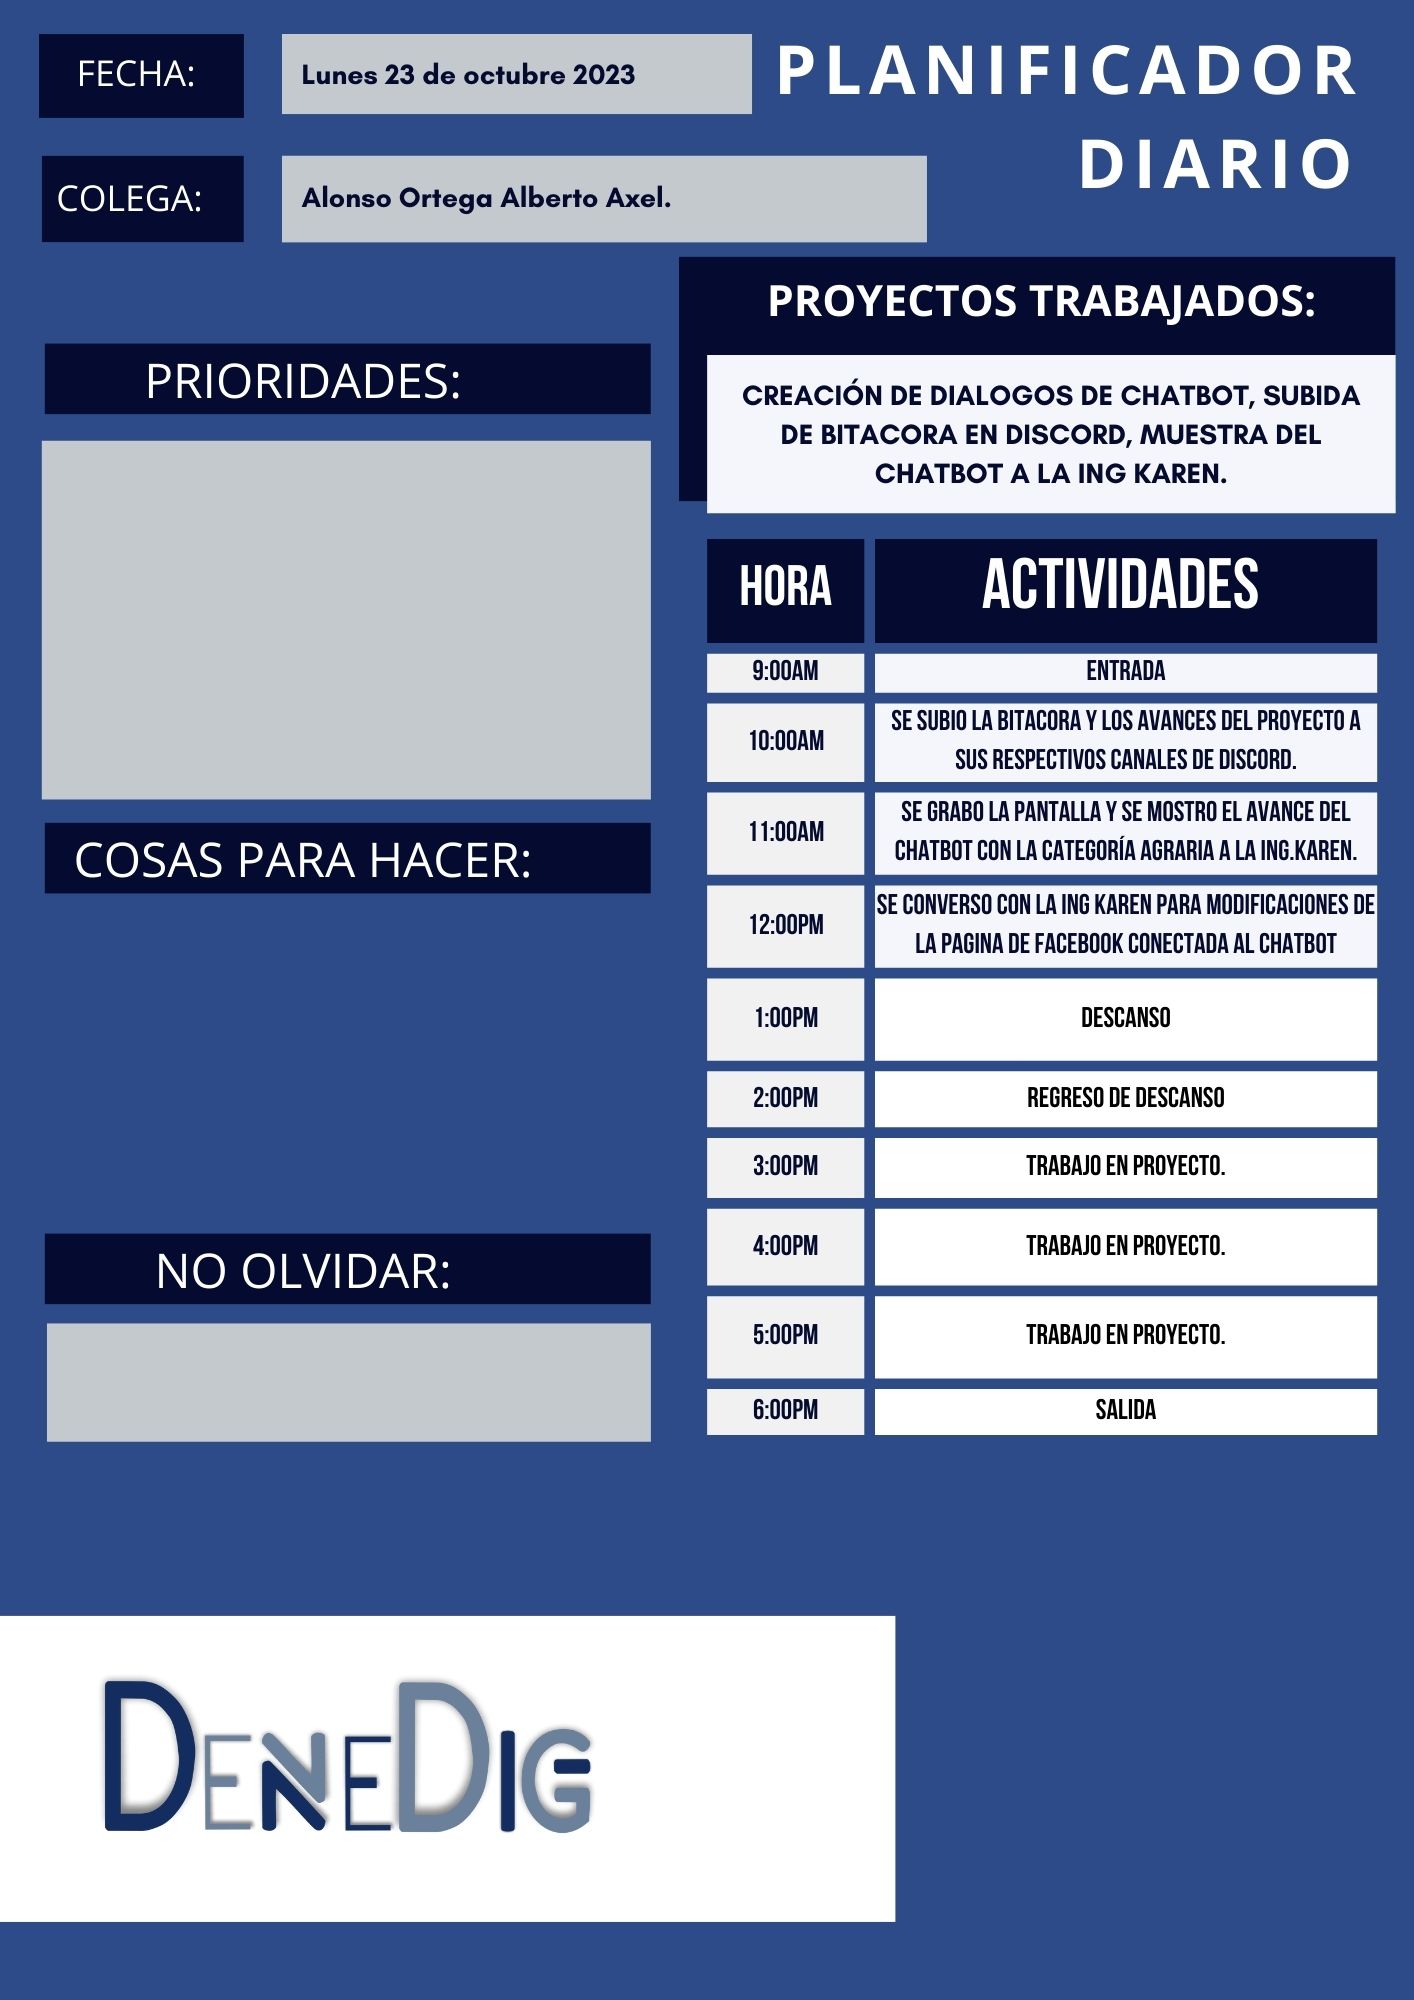 FECHA:
Lunes 23 de octubre 2023
PLANIFICADOR
DIARIO
COLEGA:
Alonso Ortega Alberto Axel.
PROYECTOS TRABAJADOS:
CREACIÓN DE DIALOGOS DE CHATBOT, SUBIDA
DE BITACORA EN DISCORD, MUESTRA DEL
CHATBOT A LA ING KAREN.
PRIORIDADES:
COSAS PARA HACER:
NO OLVIDAR:
HORA
ACTIVIDADES
9:00AM
ENTRADA
10:00AM
SE SUBIO LA BITACORA Y LOS AVANCES DEL PROYECTO A
SUS RESPECTIVOS CANALES DE DISCORD.
11:00AM
SE GRABO LA PANTALLA Y SE MOSTRO EL AVANCE DEL
CHATBOT CON LA CATEGORÍA AGRARIA A LA ING.KAREN.
12:00PM
SE CONVERSO CON LA ING KAREN PARA MODIFICACIONES DE
LA PAGINA DE FACEBOOK CONECTADA AL CHATBOT
1:00PM
DESCANSO
2:00PM
REGRESO DE DESCANSO
3:00PM
TRABAJO EN PROYECTO.
4:00PM
TRABAJO EN PROYECTO.
5:00PM
TRABAJO EN PROYECTO.
6:00PM
SALIDA
DENEDIG